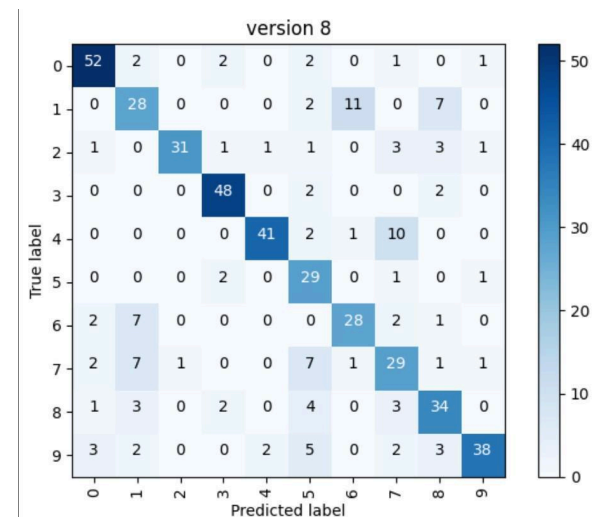 version 8
0 52 2 0 2 0 2 0 1 0 1
1 0 28 0 0 0 2 11 0 7 0
2 1 0 31 1 1 1 0 3 3 1
3 0 0 0 48 0 2 0 0 2 0
4 0 0 0 0 41 2 1 10 0 0
5 0 0 0 2 0 29 0 1 0 1
6 2 7 0 0 0 0 28 2 1 0
7 2 7 1 0 0 7 1 29 1 1
8 1 3 0 2 0 4 0 3 34 0
9 3 2 0 0 2 5 0 2 3 38
0 1 2 3 4 5 6 7 8 9
True label
Predicted label
50
40
30
20
10
0